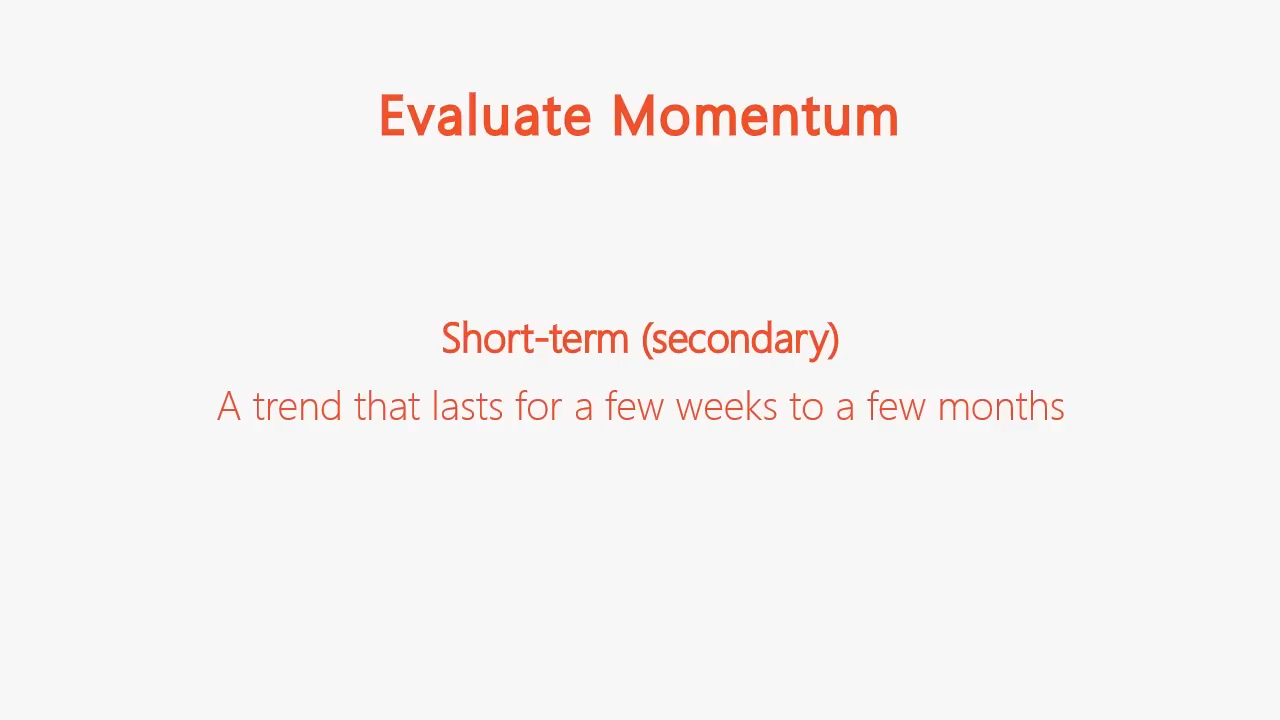 Evaluate Momentum
Short-term (secondary)
A trend that lasts for a few weeks to a few months